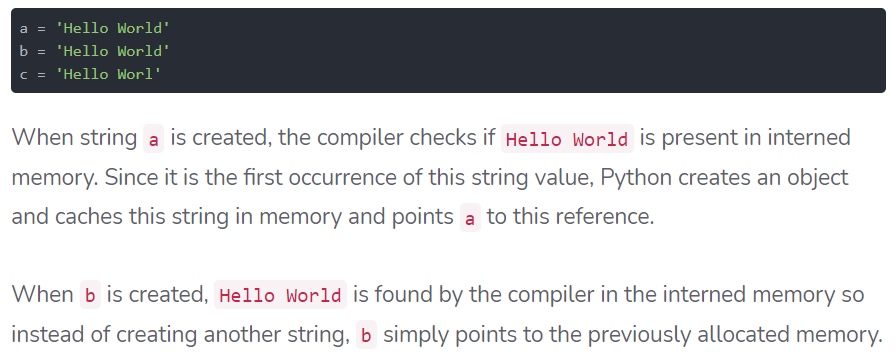 a = 'Hello World'
b = 'Hello World'
c = 'Hello Worl'
When string a is created, the compiler checks if Hello World is present in interned
memory. Since it is the first occurrence of this string value, Python creates an object
and caches this string in memory and points a to this reference.
When b is created, Hello World is found by the compiler in the interned memory so
instead of creating another string, b simply points to the previously allocated memory.